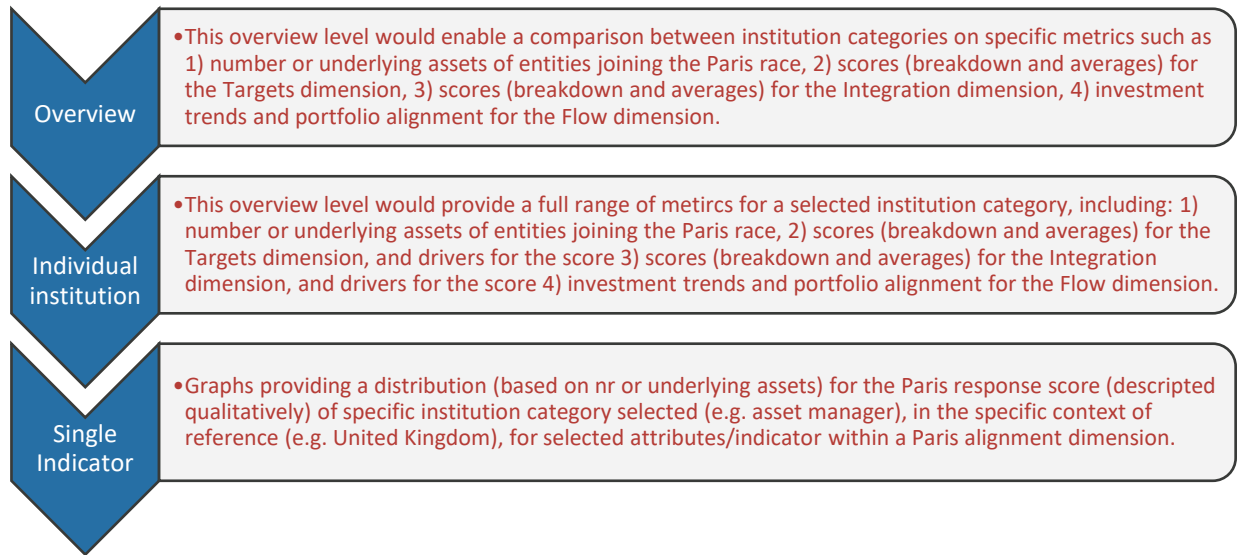 Overview
•This overview level would enable a comparison between institution categories on specific metrics such as
1) number or underlying assets of entities joining the Paris race, 2) scores (breakdown and averages) for
the Targets dimension, 3) scores (breakdown and averages) for the Integration dimension, 4) investment
trends and portfolio alignment for the Flow dimension.
Individual
institution
•This overview level would provide a full range of metircs for a selected institution category, including: 1)
number or underlying assets of entities joining the Paris race, 2) scores (breakdown and averages) for the
Targets dimension, and drivers for the score 3) scores (breakdown and averages) for the Integration
dimension, and drivers for the score 4) investment trends and portfolio alignment for the Flow dimension.
Single
Indicator
•Graphs providing a distribution (based on nr or underlying assets) for the Paris response score (descripted
qualitatively) of specific institution category selected (e.g. asset manager), in the specific context of
reference (e.g. United Kingdom), for selected attributes/indicator within a Paris alignment dimension.